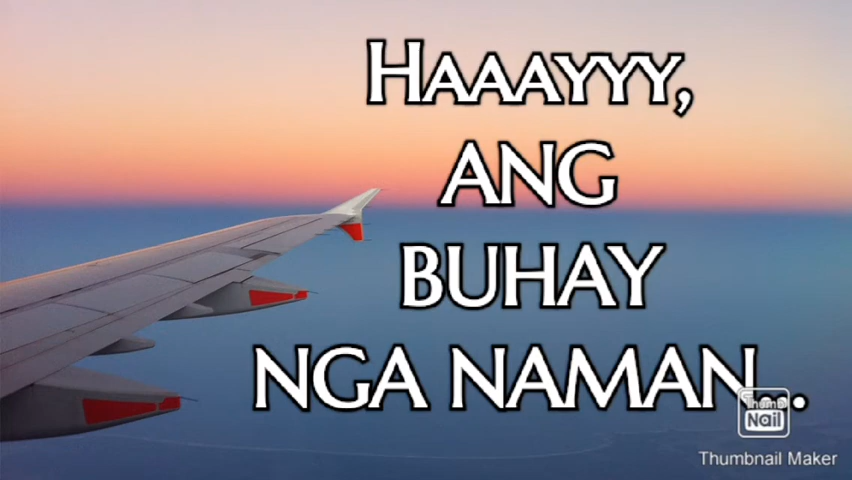 HAAAYYY,
ANG
BUHAY
NGA NAMAN...
Thumb
Nail
Thumbnail Maker